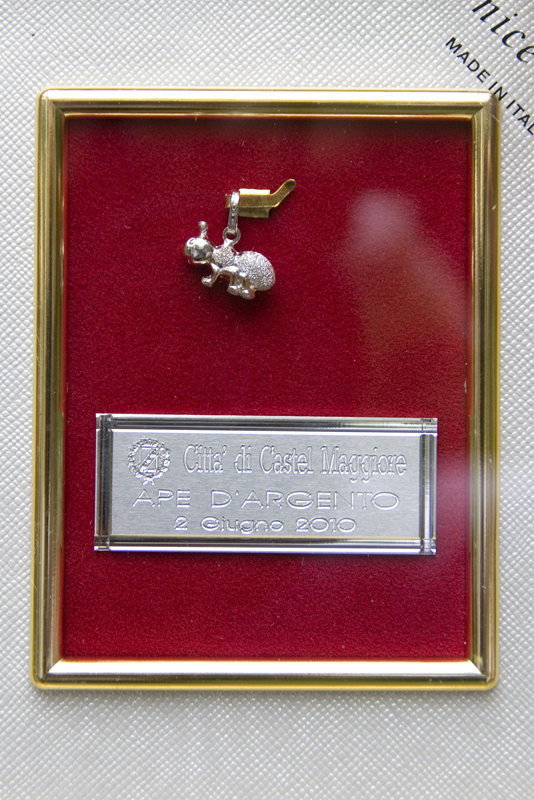 nice
MADE IN ITAL
Citta' di Castel Maggiore
APE D'ARGENTO
2 Giugno 2010